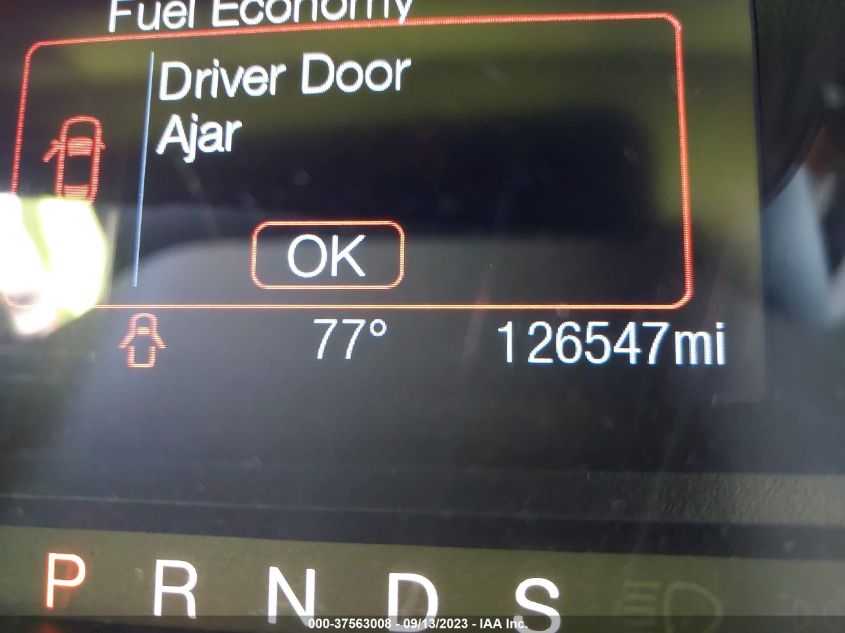 Fuel Economy
Driver Door
Ajar
OK
77° 126547mi
P R N D S
000-37563008 - 09/13/2023 - IAA Inc.